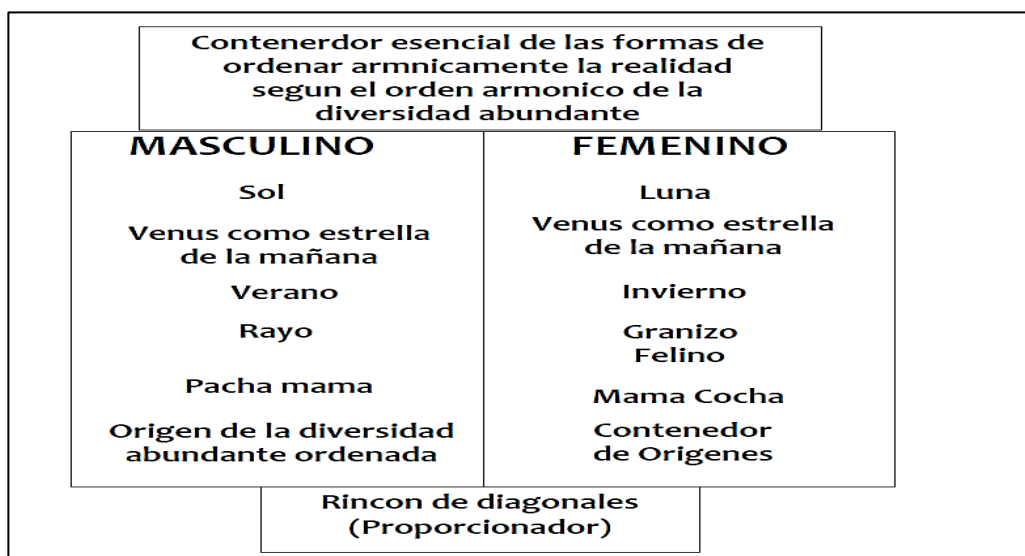 Contenerdor esencial de las formas de
ordenar armnicamente la realidad
segun el orden armonico de la
diversidad abundante
MASCULINO
Sol
Venus como estrella
de la mañana
Verano
Rayo
Pacha mama
Origen de la diversidad
abundante ordenada
FEMENINO
Luna
Venus como estrella
de la mañana
Invierno
Granizo
Felino
Mama Cocha
Contenedor
de Origenes
Rincon de diagonales
(Proporcionador)